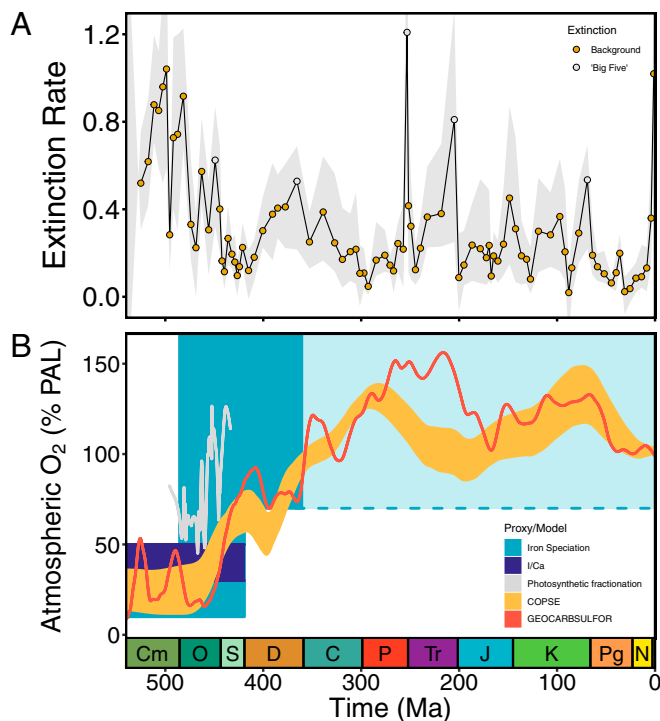 A
Extinction Rate
1.2
0.8
0.4
0.0
Extinction
Background
'Big Five'
B
Atmospheric O₂ (% PAL)
150
100
50
0
Proxy/Model
Iron Speciation
I/Ca
Photosynthetic fractionation
COPSE
GEOCARBSULFOR
Cm O S D C P Tr J K Pg N
500 400 300 200 100 0
Time (Ma)